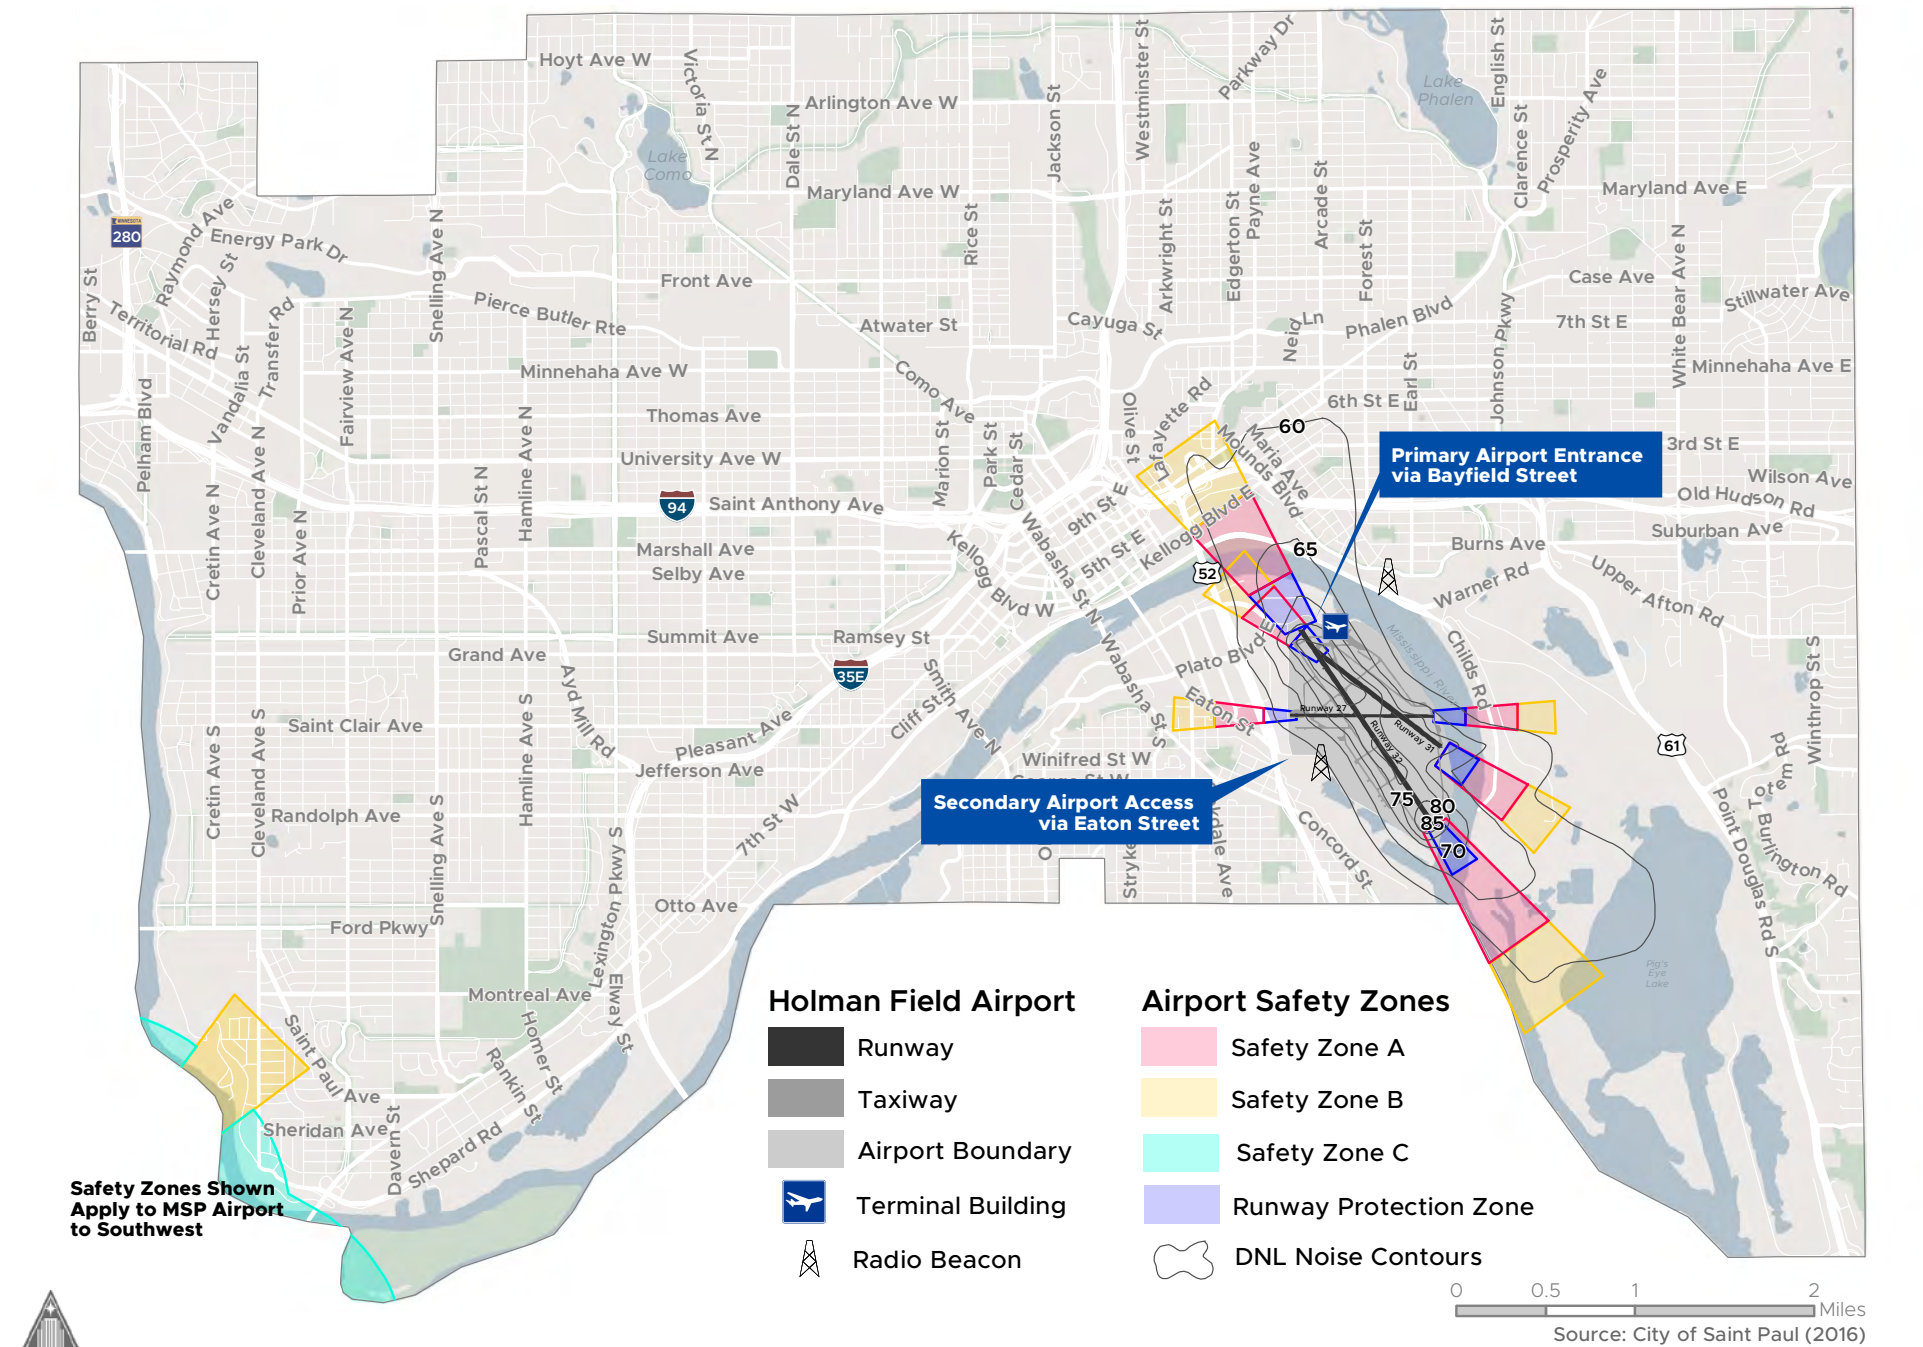 Hoyt Ave W
Victoria St N
Arlington Ave W
Dale St N
Jackson St
Westminster St
Parkway Dr
Lake
Phalen
English St
Prosperity Ave
Clarence St
Lake
Como
Maryland Ave W
Maryland Ave E
Rice St
Arkwright St
Edgerton St
Payne Ave
Arcade St
Forest St
MINNESOTA
280
Raymond Ave
Energy Park Dr
Hersey St
Snelling Ave N
Berry St
Territorial Rd
Transfer Rd
Front Ave
Pierce Butler Rte
Atwater St
Cayuga St
Neid Ln
Phalen Blvd
Johnson Pkwy
Case Ave
7th St E
White Bear Ave N
Stillwater Ave
Minnehaha Ave E
Fairview Ave N
Vandalia St
Minnehaha Ave W
Como Ave
Earl St
6th St E
Pelham Blvd
Thomas Ave
Olive St
Lafayette Rd
60
3rd St E
Cleveland Ave N
Hamline Ave N
University Ave W
Marion St
Park St
Cedar St
Mounds Blvd
Maria Ave
Primary Airport Entrance
via Bayfield Street
Wilson Ave
Old Hudson Rd
Suburban Ave
Cretin Ave N
Prior Ave N
Pascal St N
94
Saint Anthony Ave
9th St E
5th St E
Kellogg Blvd E
Marshall Ave
Selby Ave
Kellogg Blvd W
Wabasha St N
52
65
Burns Ave
Warner Rd
Upper Afton Rd
Summit Ave
Ramsey St
Grand Ave
35E
Ayd Mill Rd
Smith Ave N
Cliff St
Wabasha St S
Plato Blvd E
Eaton St
Mississippi River
Childs Rd
Winthrop St S
Runway 27
Runway 31
Runway 32
61
Saint Clair Ave
Cretin Ave S
Cleveland Ave S
Hamline Ave S
Pleasant Ave
Jefferson Ave
Winifred St W
Secondary Airport Access
via Eaton Street
Randolph Ave
Snelling Ave S
Lexington Pkwy S
7th St W
Concord St
75
80
85
70
Totem Rd
Burlington Rd
Point Douglas Rd S
Otto Ave
Ford Pkwy
Pig's
Eye
Lake
Montreal Ave
Elway St
Homer St
Rankin St
Saint Paul Ave
Sheridan Ave
Davern St
Shepard Rd
Safety Zones Shown
Apply to MSP Airport
to Southwest
Holman Field Airport
Runway
Taxiway
Airport Boundary
Terminal Building
Radio Beacon
Airport Safety Zones
Safety Zone A
Safety Zone B
Safety Zone C
Runway Protection Zone
DNL Noise Contours
0 0.5 1 2
Miles
Source: City of Saint Paul (2016)